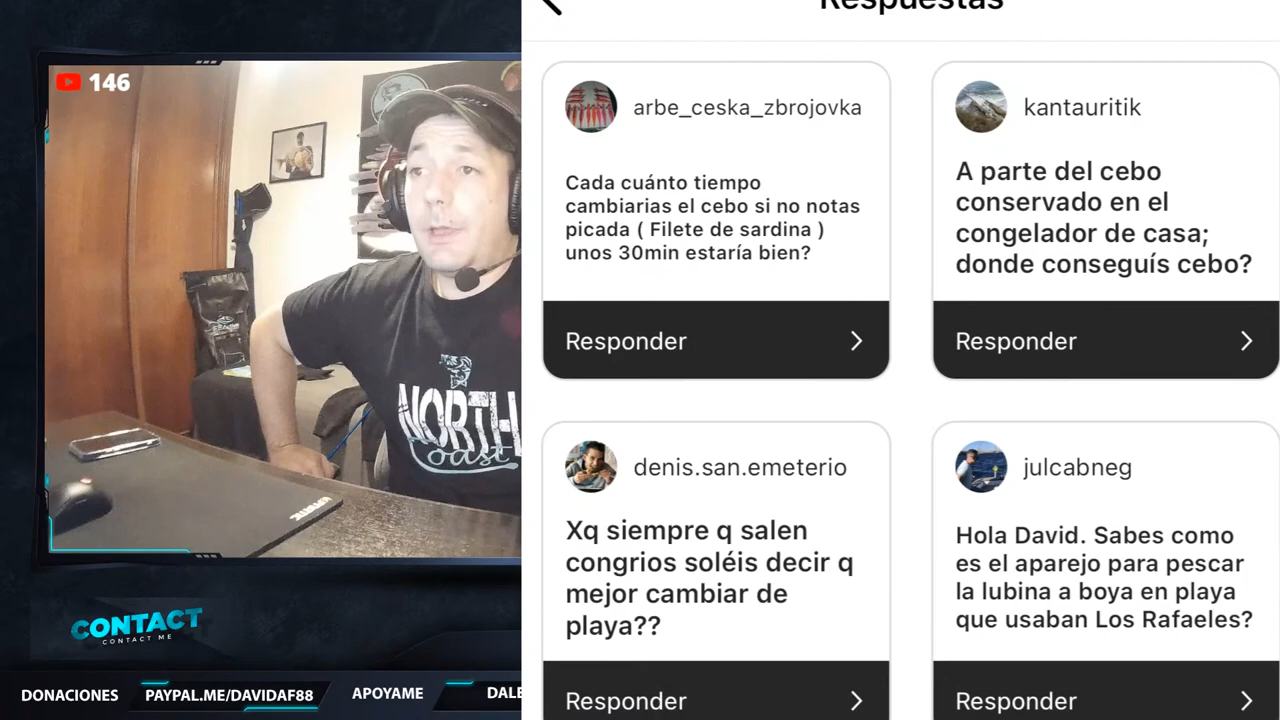 146
NORTH
Coast
CONTACT
CONTACT ME
DONACIONES
PAYPAL.ME/DAVIDAF88
APOYAME
DALE
Respuestas
arbe_ceska_zbrojovka
Cada cuánto tiempo
cambiarias el cebo si no notas
picada ( Filete de sardina )
unos 30min estaría bien?
Responder
kantauritik
A parte del cebo
conservado en el
congelador de casa;
donde conseguís cebo?
Responder
denis.san.emeterio
Xq siempre q salen
congrios soléis decir q
mejor cambiar de
playa??
Responder
julcabneg
Hola David. Sabes como
es el aparejo para pescar
la lubina a boya en playa
que usaban Los Rafaeles?
Responder